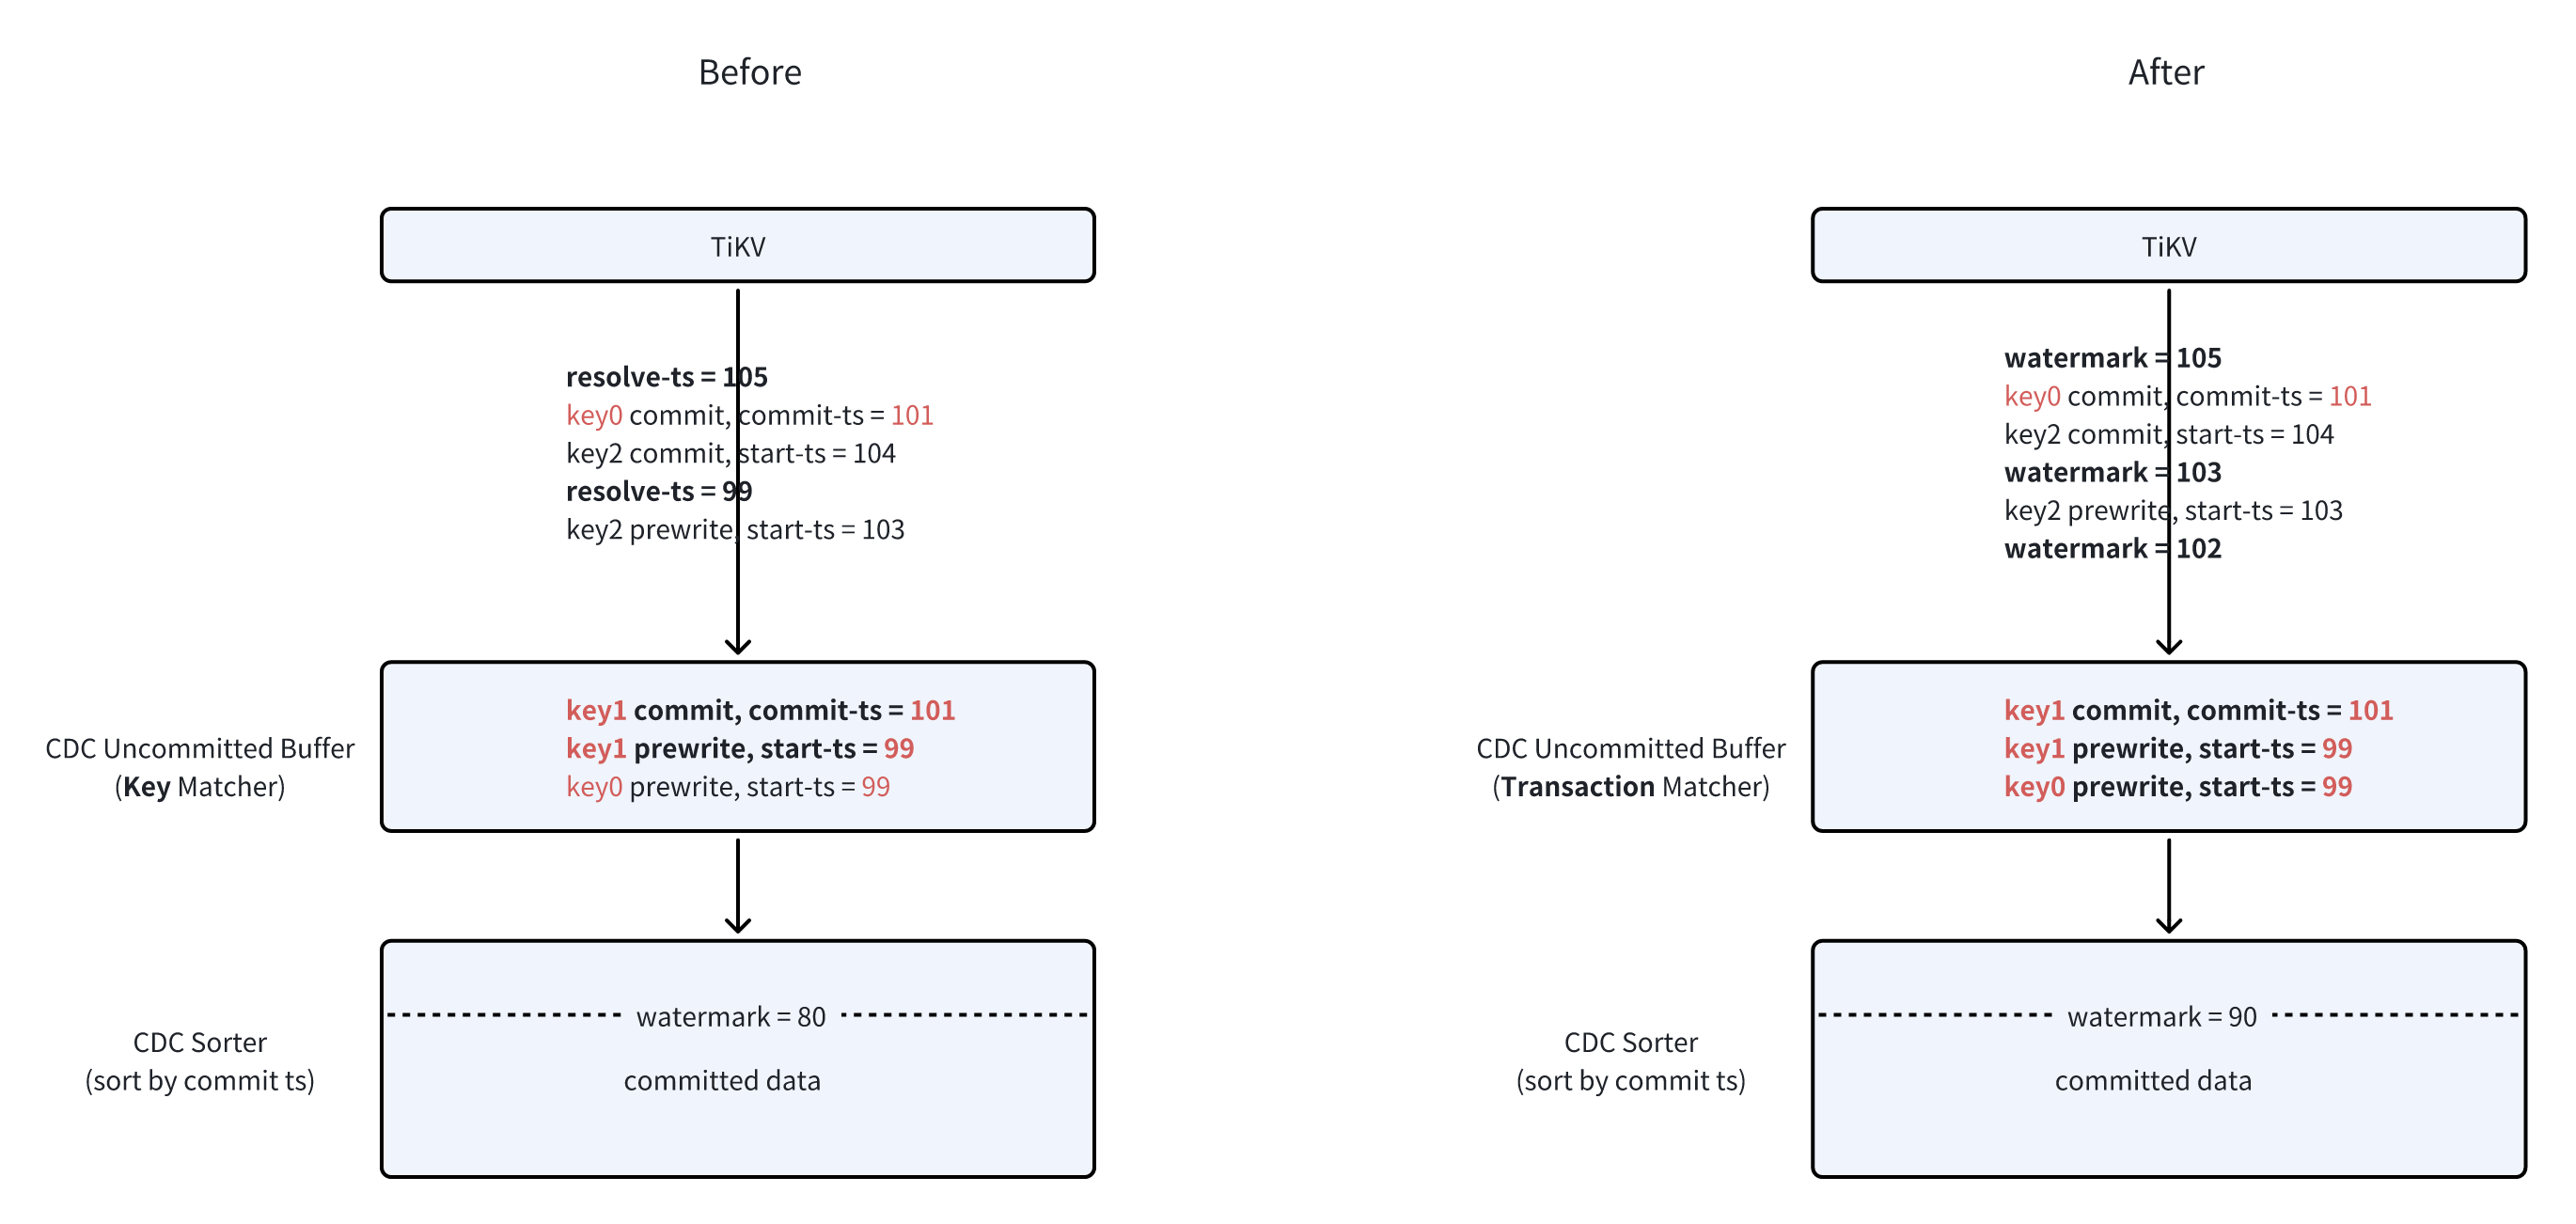 Before
TiKV
resolve-ts = 105
key0 commit, commit-ts = 101
key2 commit, start-ts = 104
resolve-ts = 99
key2 prewrite, start-ts = 103
CDC Uncommitted Buffer
(Key Matcher)
key1 commit, commit-ts = 101
key1 prewrite, start-ts = 99
key0 prewrite, start-ts = 99
CDC Sorter
(sort by commit ts)
watermark = 80
committed data
After
TiKV
watermark = 105
key0 commit, commit-ts = 101
key2 commit, start-ts = 104
watermark = 103
key2 prewrite, start-ts = 103
watermark = 102
CDC Uncommitted Buffer
(Transaction Matcher)
key1 commit, commit-ts = 101
key1 prewrite, start-ts = 99
key0 prewrite, start-ts = 99
CDC Sorter
(sort by commit ts)
watermark = 90
committed data